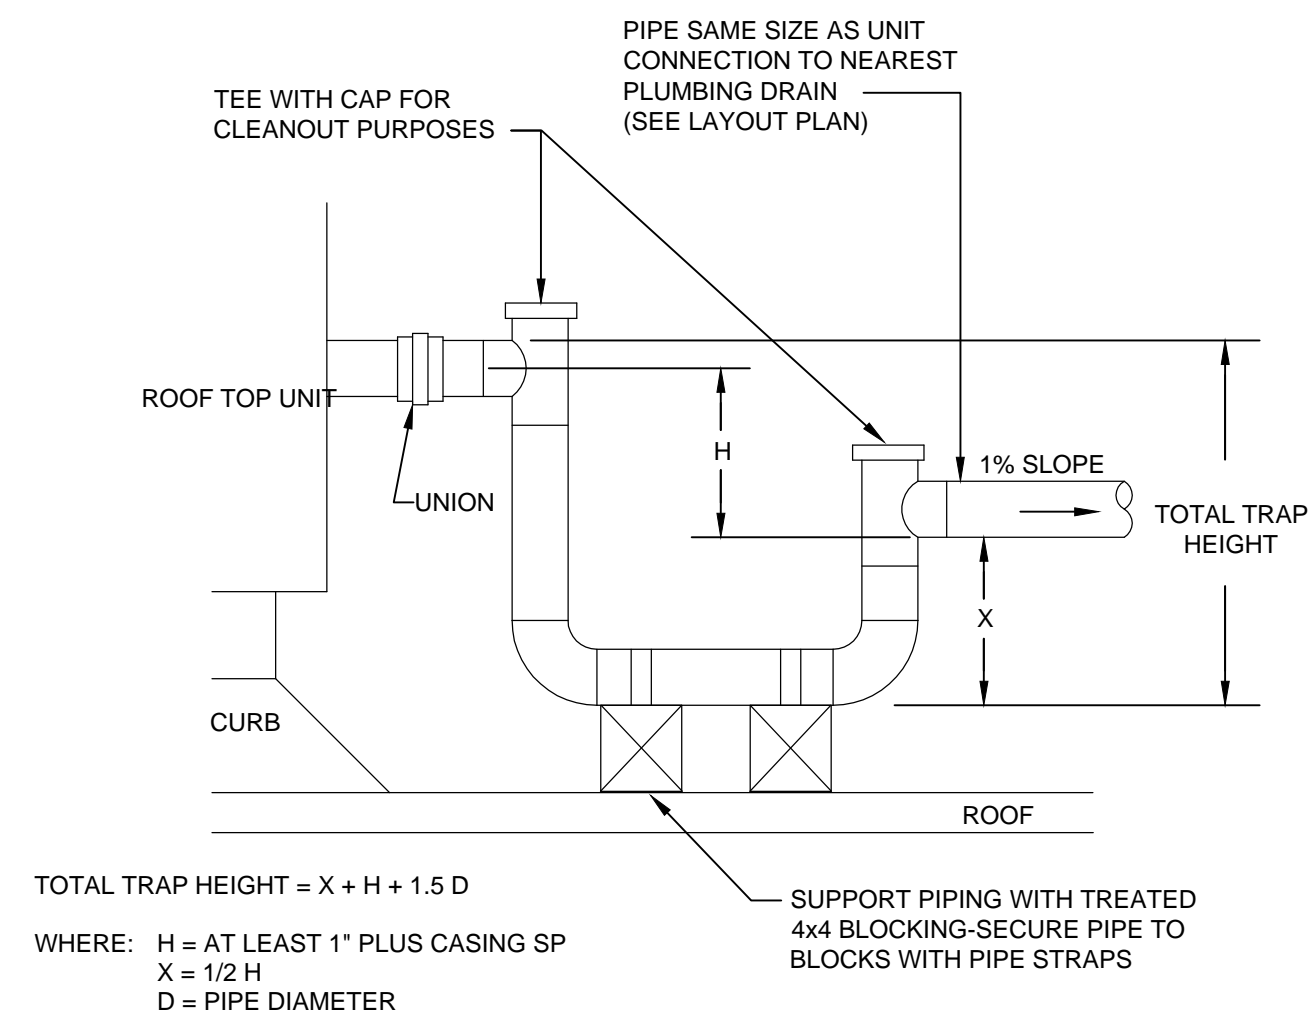 PIPE SAME SIZE AS UNIT
CONNECTION TO NEAREST
PLUMBING DRAIN
(SEE LAYOUT PLAN)
TEE WITH CAP FOR
CLEANOUT PURPOSES
ROOF TOP UNIT
H
1% SLOPE
UNION
TOTAL TRAP
HEIGHT
X
CURB
ROOF
TOTAL TRAP HEIGHT = X + H + 1.5 D
SUPPORT PIPING WITH TREATED
4x4 BLOCKING-SECURE PIPE TO
BLOCKS WITH PIPE STRAPS
WHERE: H = AT LEAST 1" PLUS CASING SP
X = 1/2 H
D = PIPE DIAMETER